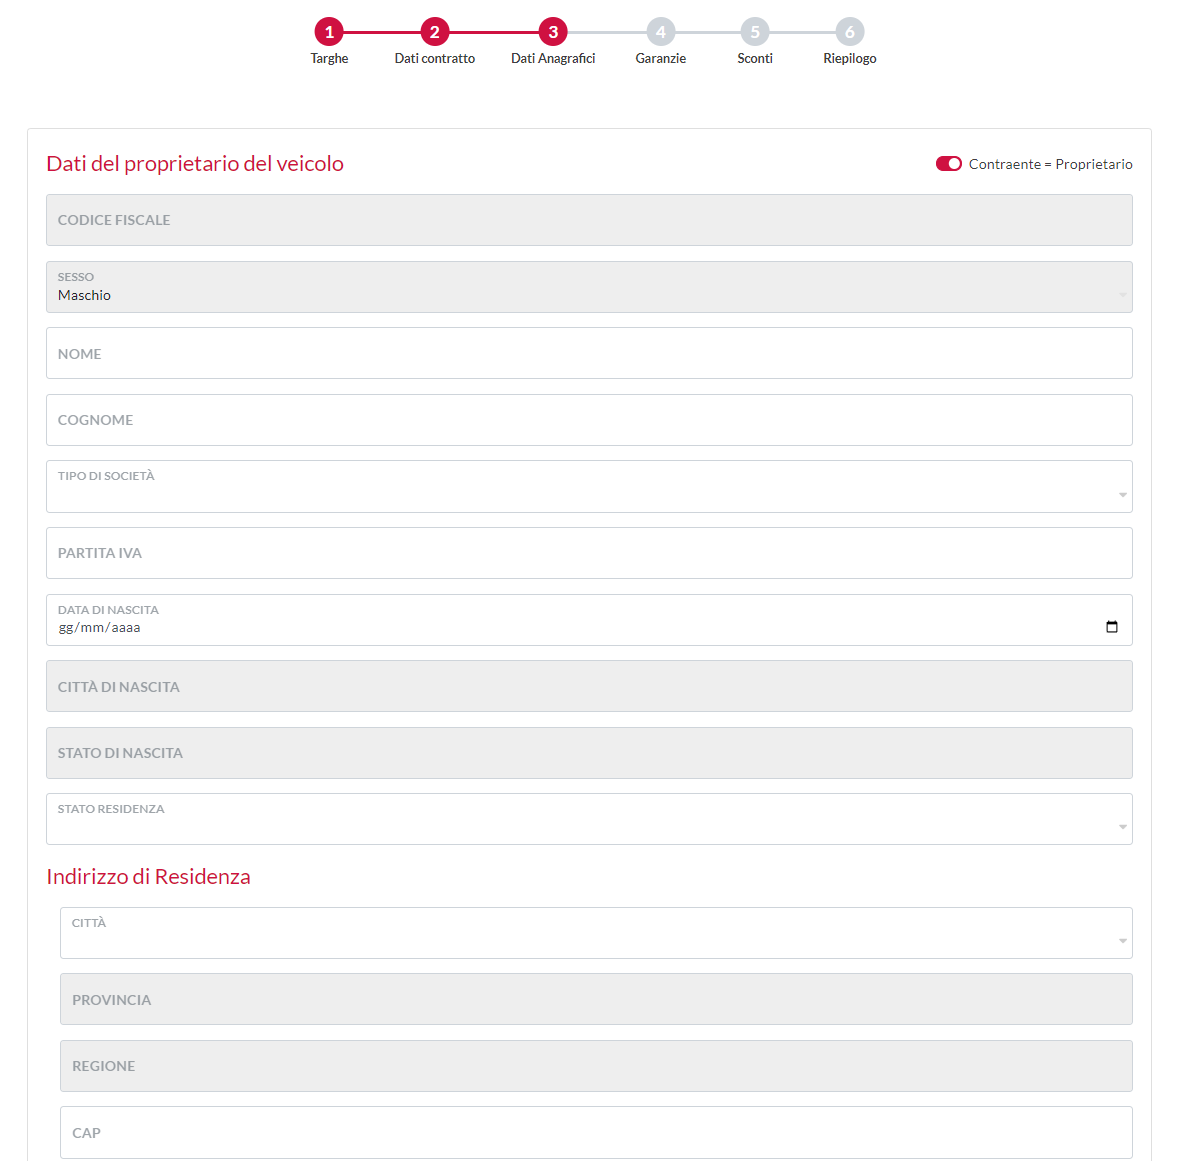 1 2 3 4 5 6
Targhe Dati contratto Dati Anagrafici Garanzie Sconti Riepilogo
Dati del proprietario del veicolo
Contraente = Proprietario
CODICE FISCALE
SESSO
Maschio
NOME
COGNOME
TIPO DI SOCIETÀ
PARTITA IVA
DATA DI NASCITA
gg/mm/aaaa
CITTÀ DI NASCITA
STATO DI NASCITA
STATO RESIDENZA
Indirizzo di Residenza
CITTÀ
PROVINCIA
REGIONE
CAP